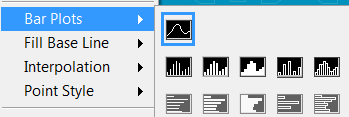 Bar Plots
Fill Base Line
Interpolation
Point Style